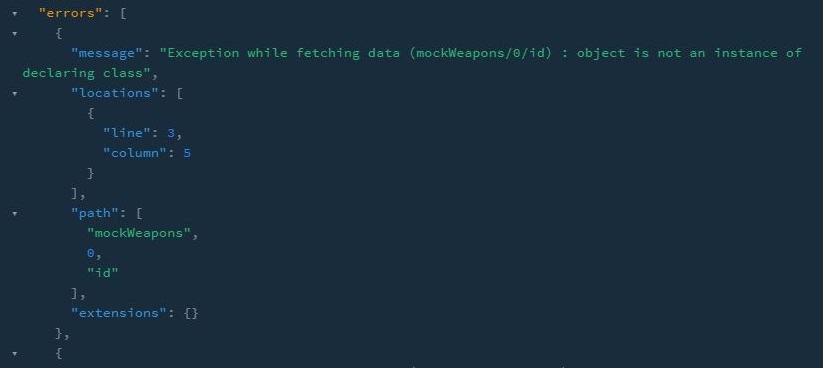 "errors": [
{
"message": "Exception while fetching data (mockWeapons/0/id) : object is not an instance of
declaring class",
"locations": [
{
"line": 3,
"column": 5
}
],
"path": [
"mockWeapons",
0,
"id"
],
"extensions": {}
},
{